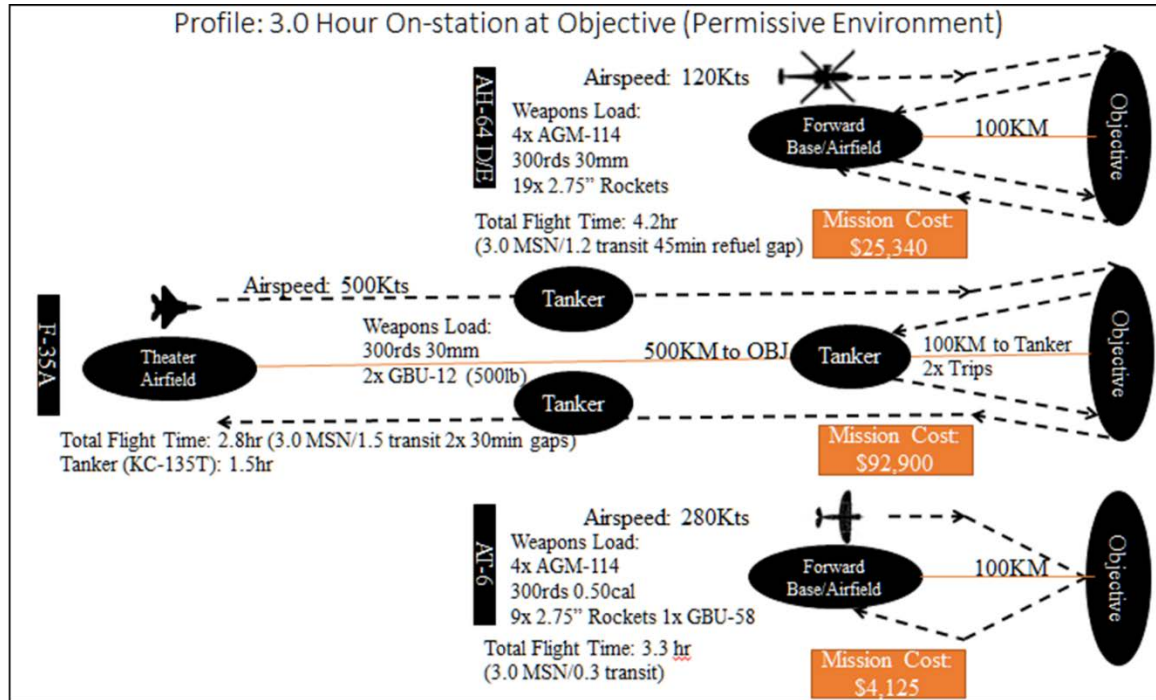 Profile: 3.0 Hour On-station at Objective (Permissive Environment)
AH-64 D/E
Airspeed: 120Kts
Weapons Load:
4x AGM-114
300rds 30mm
19x 2.75” Rockets
Forward
Base/Airfield
100KM
Objective
Total Flight Time: 4.2hr
(3.0 MSN/1.2 transit 45min refuel gap)
Mission Cost:
$25,340
F-35A
Airspeed: 500Kts
Tanker
Theater
Airfield
Weapons Load:
300rds 30mm
2x GBU-12 (500lb)
500KM to OBJ
Tanker
100KM to Tanker
2x Trips
Objective
Tanker
Total Flight Time: 2.8hr (3.0 MSN/1.5 transit 2x 30min gaps)
Tanker (KC-135T): 1.5hr
Mission Cost:
$92,900
AT-6
Airspeed: 280Kts
Weapons Load:
4x AGM-114
300rds 0.50cal
9x 2.75” Rockets 1x GBU-58
Forward
Base/Airfield
100KM
Objective
Total Flight Time: 3.3 hr
(3.0 MSN/0.3 transit)
Mission Cost:
$4,125